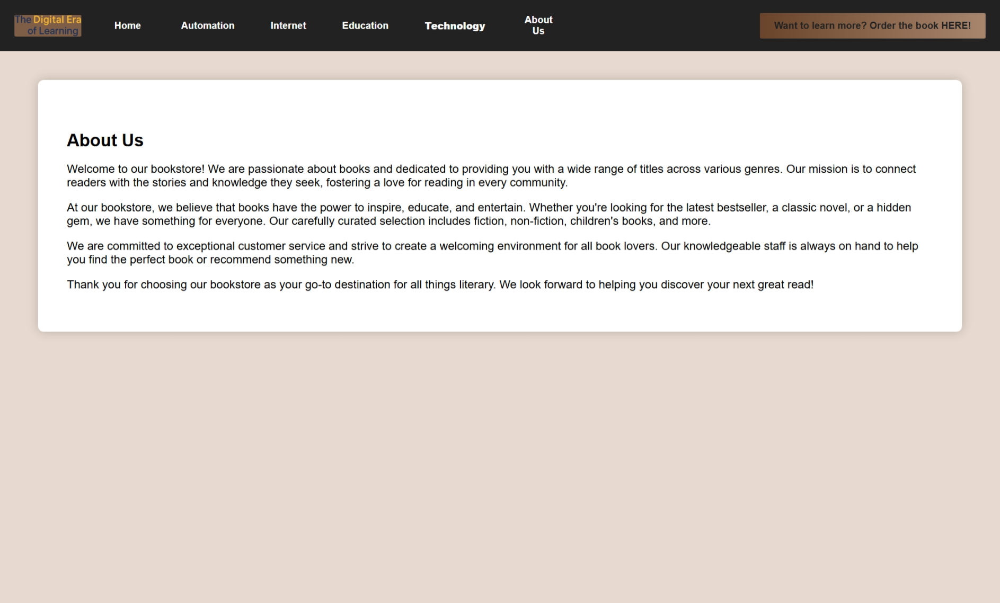 The Digital Era
of Learning
Home
Automation
Internet
Education
Technology
About
Us
Want to learn more? Order the book HERE!
About Us
Welcome to our bookstore! We are passionate about books and dedicated to providing you with a wide range of titles across various genres. Our mission is to connect
readers with the stories and knowledge they seek, fostering a love for reading in every community.
At our bookstore, we believe that books have the power to inspire, educate, and entertain. Whether you're looking for the latest bestseller, a classic novel, or a hidden
gem, we have something for everyone. Our carefully curated selection includes fiction, non-fiction, children's books, and more.
We are committed to exceptional customer service and strive to create a welcoming environment for all book lovers. Our knowledgeable staff is always on hand to help
you find the perfect book or recommend something new.
Thank you for choosing our bookstore as your go-to destination for all things literary. We look forward to helping you discover your next great read!